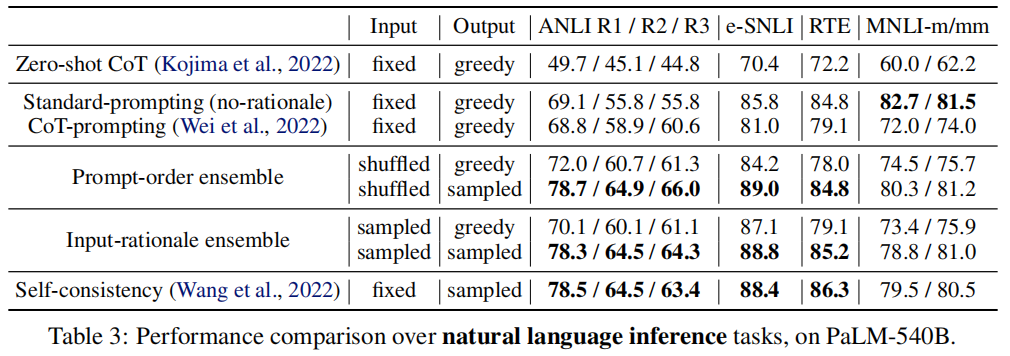 Input | Output | ANLI R1 / R2 / R3 | e-SNLI | RTE | MNLI-m/mm
Zero-shot CoT (Kojima et al., 2022) | fixed | greedy | 49.7 / 45.1 / 44.8 | 70.4 | 72.2 | 60.0 / 62.2
Standard-prompting (no-rationale) | fixed | greedy | 69.1 / 55.8 / 55.8 | 85.8 | 84.8 | 82.7 / 81.5
CoT-prompting (Wei et al., 2022) | fixed | greedy | 68.8 / 58.9 / 60.6 | 81.0 | 79.1 | 72.0 / 74.0
Prompt-order ensemble | shuffled | greedy | 72.0 / 60.7 / 61.3 | 84.2 | 78.0 | 74.5 / 75.7
shuffled | sampled | 78.7 / 64.9 / 66.0 | 89.0 | 84.8 | 80.3 / 81.2
Input-rationale ensemble | sampled | greedy | 70.1 / 60.1 / 61.1 | 87.1 | 79.1 | 73.4 / 75.9
sampled | sampled | 78.3 / 64.5 / 64.3 | 88.8 | 85.2 | 78.8 / 81.0
Self-consistency (Wang et al., 2022) | fixed | sampled | 78.5 / 64.5 / 63.4 | 88.4 | 86.3 | 79.5 / 80.5
Table 3: Performance comparison over natural language inference tasks, on PaLM-540B.